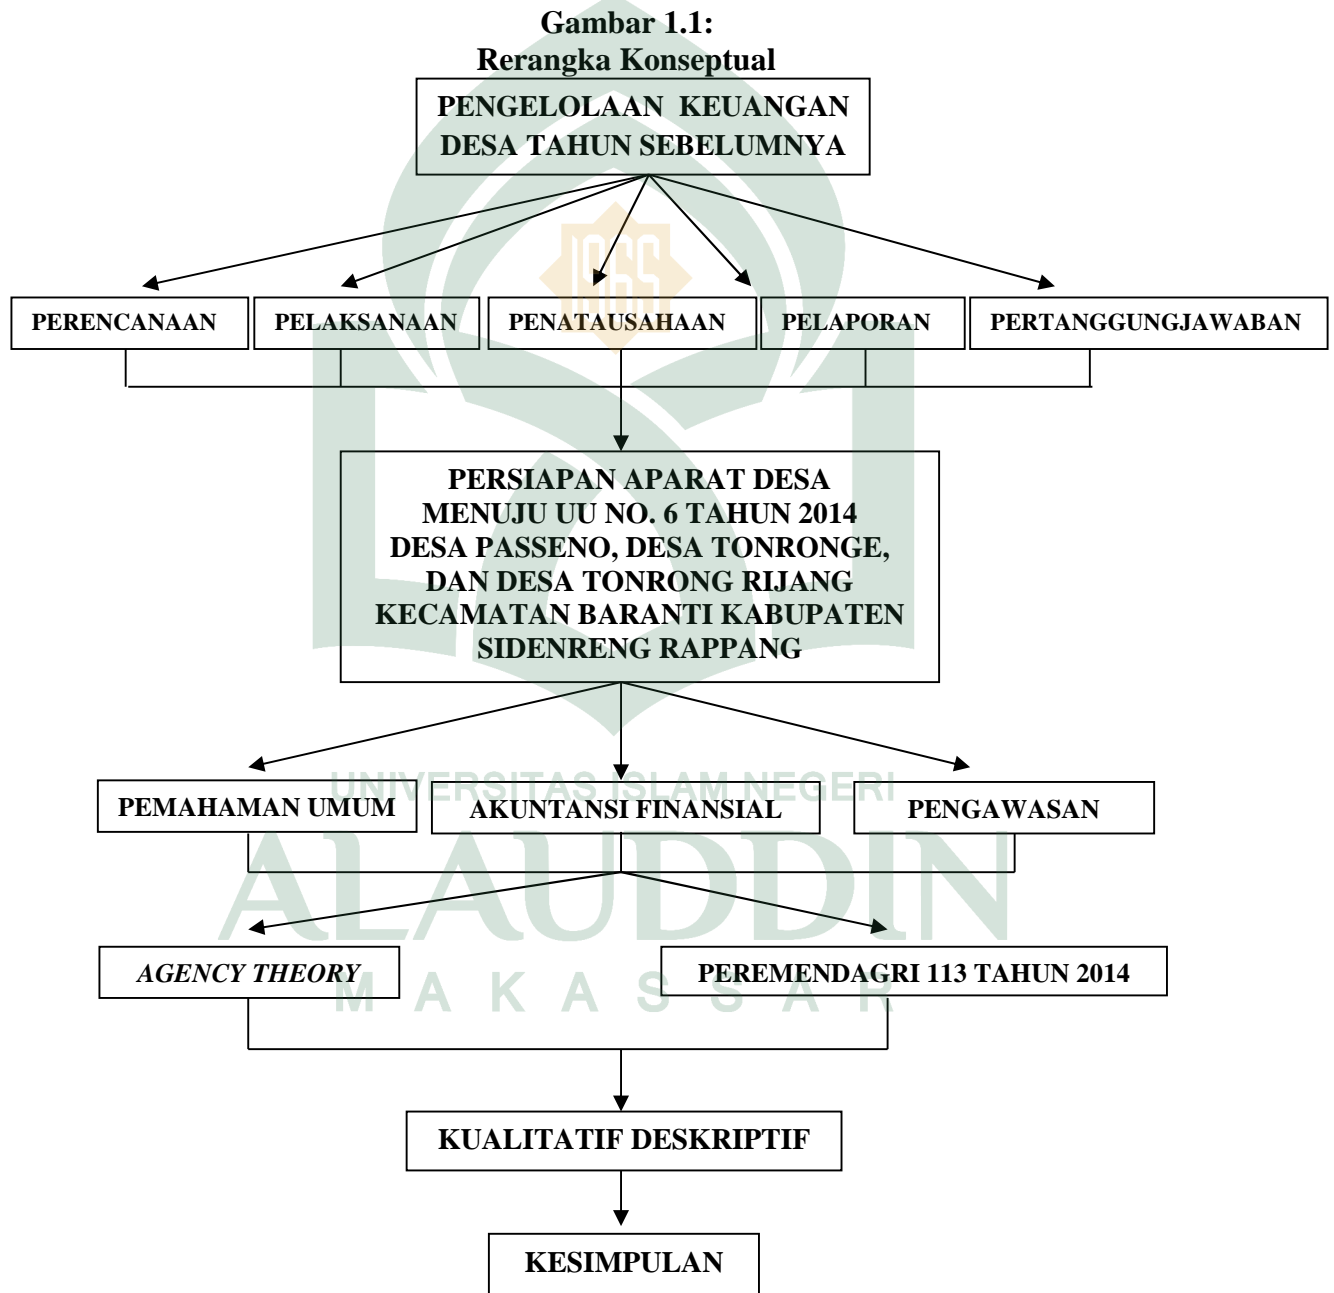 Gambar 1.1:
Rerangka Konseptual
PENGELOLAAN KEUANGAN
DESA TAHUN SEBELUMNYA
1965
PERENCANAAN
PELAKSANAAN
PENATAUSAHAAN
PELAPORAN
PERTANGGUNGJAWABAN
PERSIAPAN APARAT DESA
MENUJU UU NO. 6 TAHUN 2014
DESA PASSENO, DESA TONRONGE,
DAN DESA TONRONG RIJANG
KECAMATAN BARANTI KABUPATEN
SIDENRENG RAPPANG
UNIVERSITAS ISLAM NEGERI
PEMAHAMAN UMUM
AKUNTANSI FINANSIAL
PENGAWASAN
ALAUDDIN
AGENCY THEORY
PEREMENDAGRI 113 TAHUN 2014
MAKASSAR
KUALITATIF DESKRIPTIF
KESIMPULAN